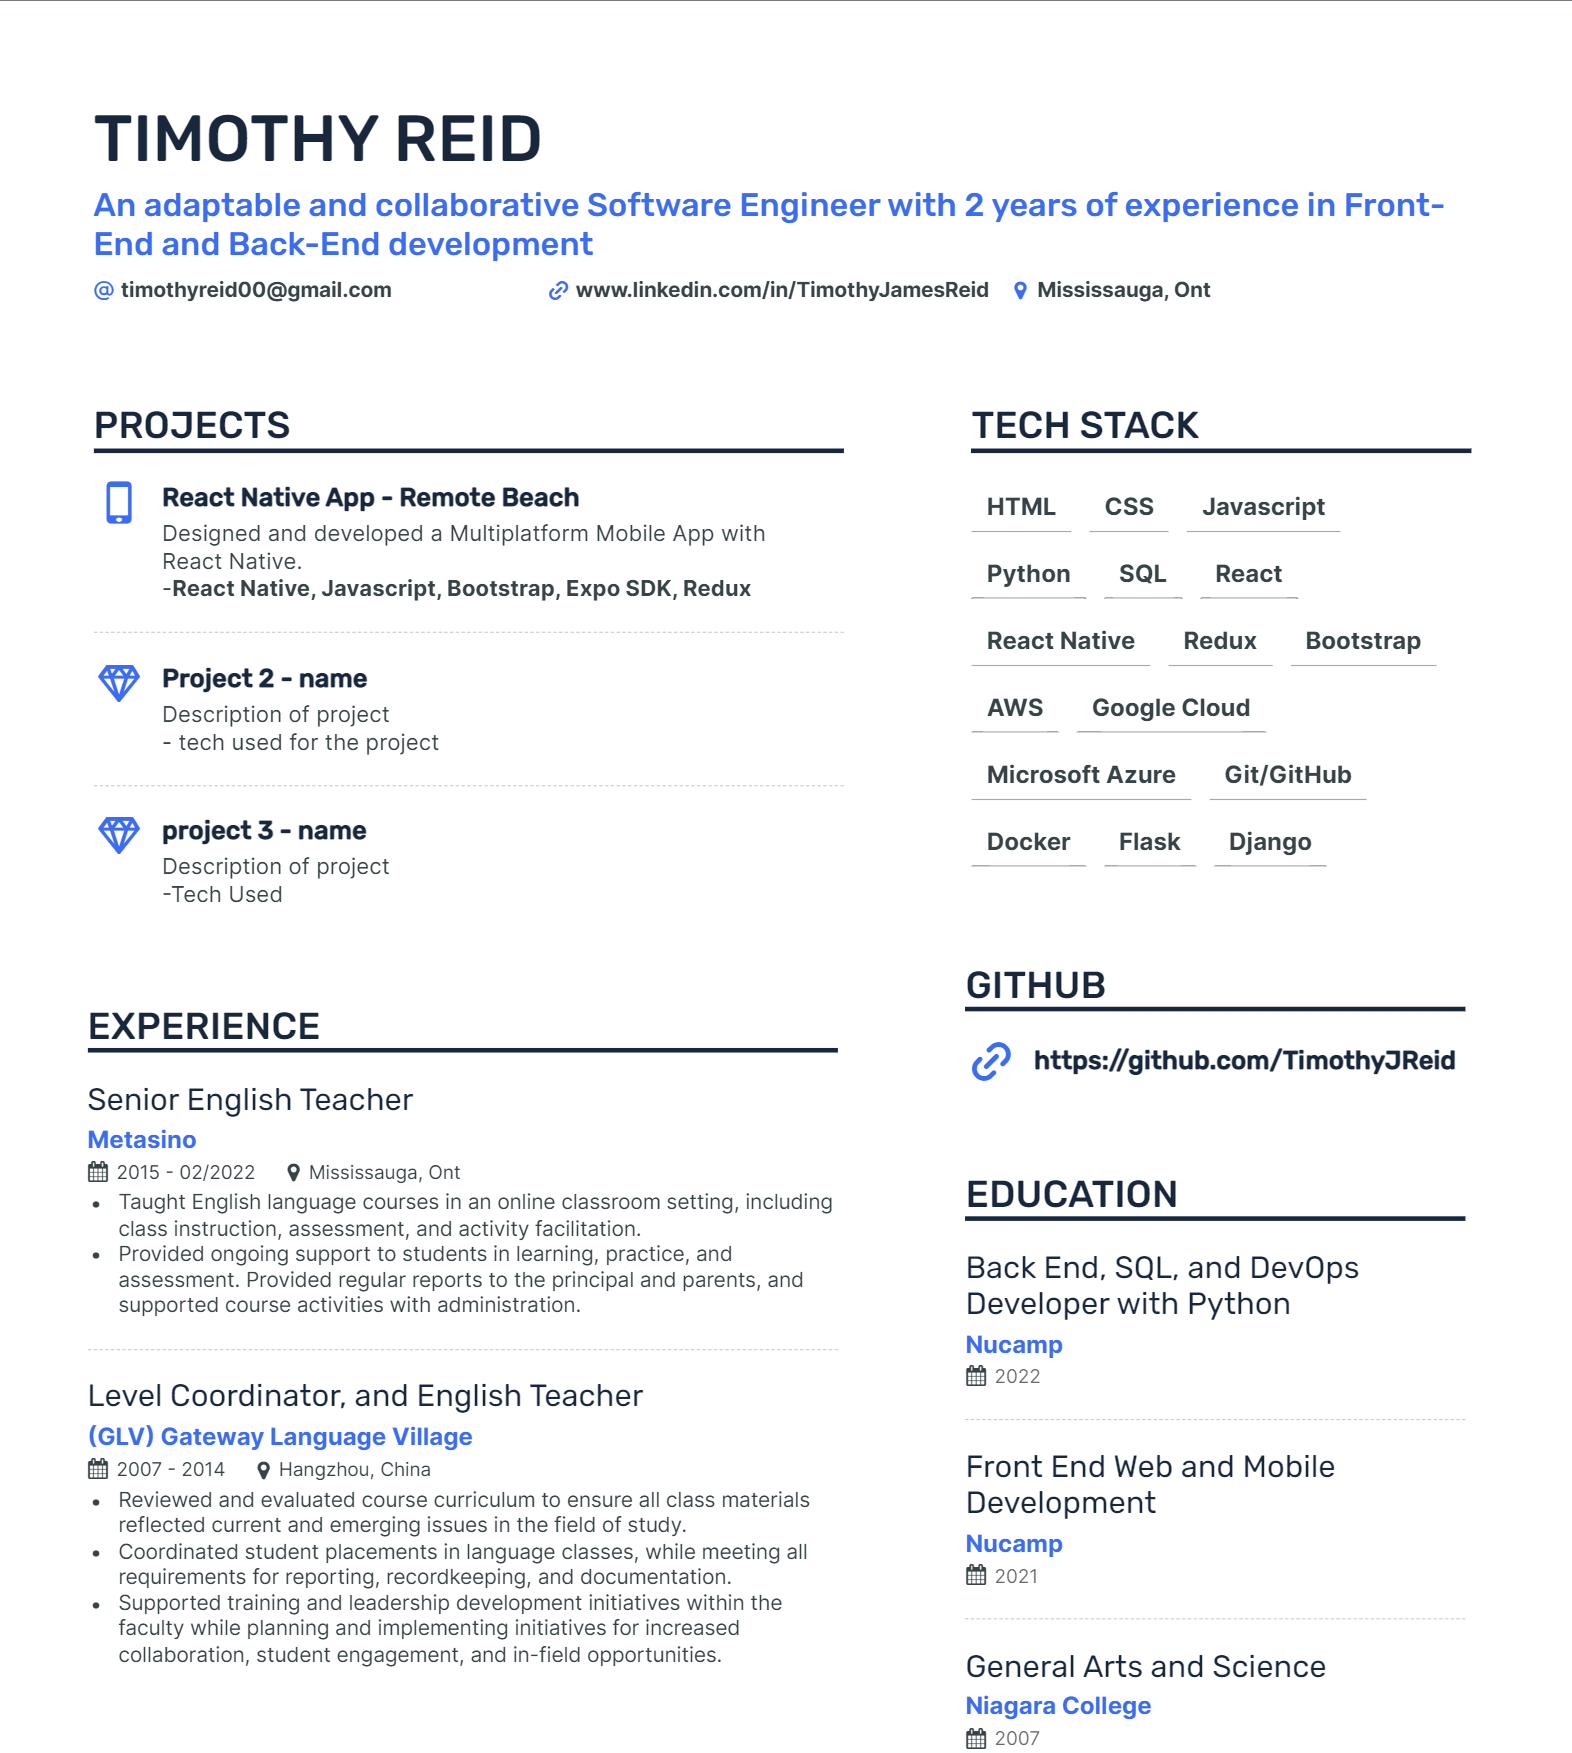 TIMOTHY REID
An adaptable and collaborative Software Engineer with 2 years of experience in Front-
End and Back-End development
@ timothyreid00@gmail.com www.linkedin.com/in/TimothyJamesReid Mississauga, Ont
PROJECTS
React Native App - Remote Beach
Designed and developed a Multiplatform Mobile App with
React Native.
-React Native, Javascript, Bootstrap, Expo SDK, Redux
Project 2 - name
Description of project
- tech used for the project
project 3 - name
Description of project
-Tech Used
EXPERIENCE
Senior English Teacher
Metasino
2015 - 02/2022 Mississauga, Ont
• Taught English language courses in an online classroom setting, including
class instruction, assessment, and activity facilitation.
• Provided ongoing support to students in learning, practice, and
assessment. Provided regular reports to the principal and parents, and
supported course activities with administration.
Level Coordinator, and English Teacher
(GLV) Gateway Language Village
2007 - 2014 Hangzhou, China
• Reviewed and evaluated course curriculum to ensure all class materials
reflected current and emerging issues in the field of study.
• Coordinated student placements in language classes, while meeting all
requirements for reporting, recordkeeping, and documentation.
• Supported training and leadership development initiatives within the
faculty while planning and implementing initiatives for increased
collaboration, student engagement, and in-field opportunities.
TECH STACK
HTML CSS Javascript
Python SQL React
React Native Redux Bootstrap
AWS Google Cloud
Microsoft Azure Git/GitHub
Docker Flask Django
GITHUB
https://github.com/TimothyJReid
EDUCATION
Back End, SQL, and DevOps
Developer with Python
Nucamp
2022
Front End Web and Mobile
Development
Nucamp
2021
General Arts and Science
Niagara College
2007